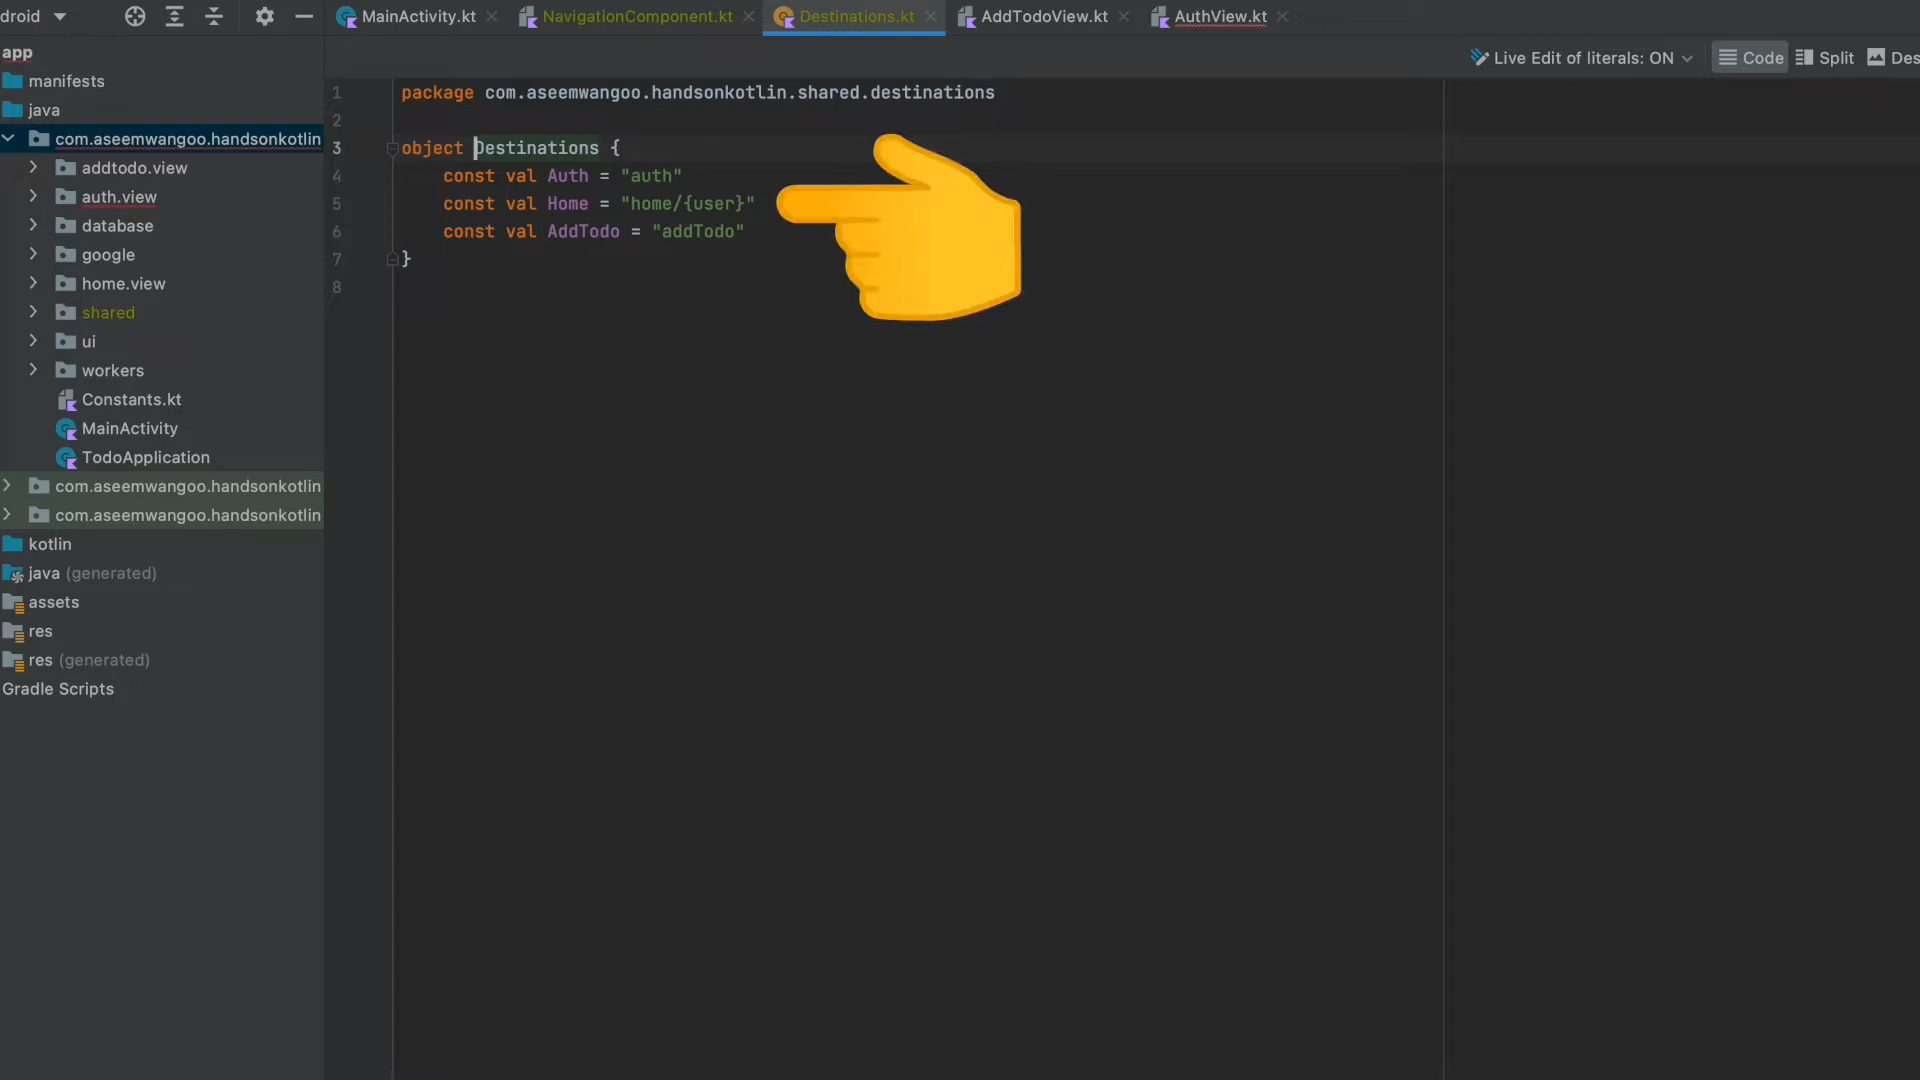 droid
MainActivity.kt
NavigationComponent.kt
Destinations.kt
AddTodoView.kt
AuthView.kt
Live Edit of literals: ON
Code
Split
Des
app
manifests
java
com.aseemwangoo.handsonkotlin
addtodo.view
auth.view
database
google
home.view
shared
ui
workers
Constants.kt
MainActivity
TodoApplication
com.aseemwangoo.handsonkotlin
com.aseemwangoo.handsonkotlin
kotlin
java (generated)
assets
res
res (generated)
Gradle Scripts
1 package com.aseemwangoo.handsonkotlin.shared.destinations
2
3 object Destinations {
4 const val Auth = "auth"
5 const val Home = "home/{user}"
6 const val AddTodo = "addTodo"
7 }
8